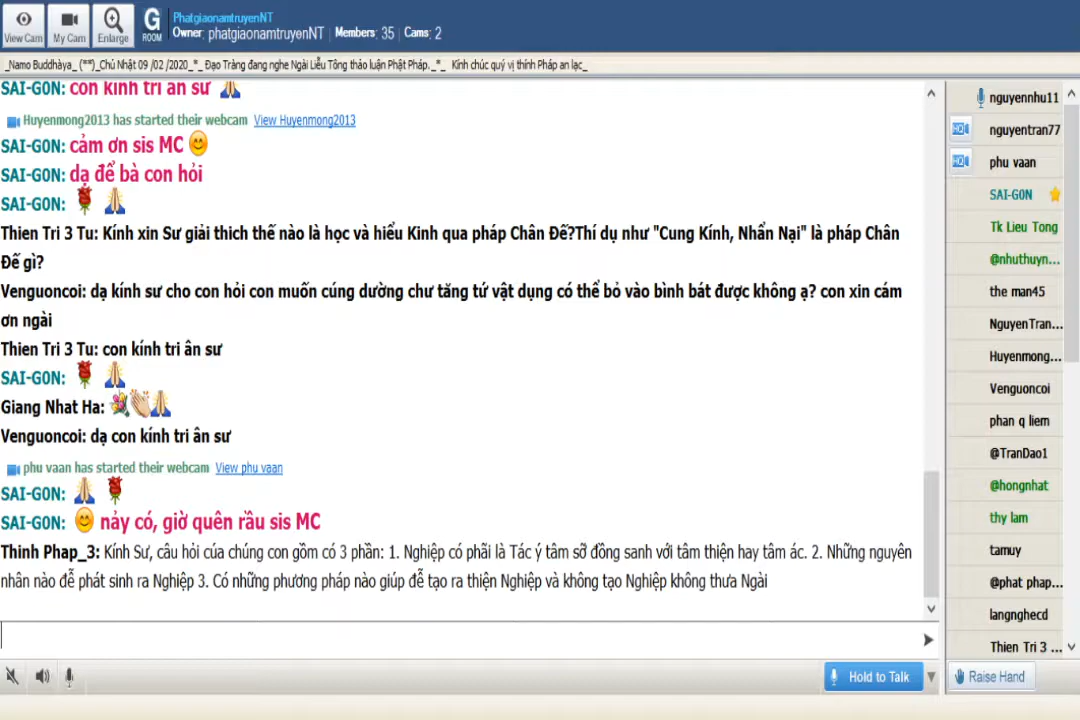 View Cam
My Cam
Enlarge
G
ROOM
PhatgiaonamtruyenNT
Owner: phatgiaonamtruyenNT | Members: 35 | Cams: 2
_Namo Buddhàya_ (**)_Chủ Nhật 09 /02 /2020_*_ Đạo Tràng đang nghe Ngài Liễu Tông thảo luận Phật Pháp._*_ Kính chúc quý vị thính Pháp an lạc_
SAI-GON: con kính tri ân sư
Huyenmong2013 has started their webcam View Huyenmong2013
SAI-GON: cảm ơn sis MC
SAI-GON: dạ để bà con hỏi
SAI-GON:
Thien Tri 3 Tu: Kính xin Sư giải thich thế nào là học và hiểu Kinh qua pháp Chân Đế?Thí dụ như "Cung Kính, Nhẩn Nại" là pháp Chân
Đế gì?
Venguoncoi: dạ kính sư cho con hỏi con muốn cúng dường chư tăng tứ vật dụng có thể bỏ vào bình bát được không ạ? con xin cám
ơn ngài
Thien Tri 3 Tu: con kính tri ân sư
SAI-GON:
Giang Nhat Ha:
Venguoncoi: dạ con kính tri ân sư
phu vaan has started their webcam View phu vaan
SAI-GON:
SAI-GON: nảy có, giờ quên rầu sis MC
Thinh Phap_3: Kính Sư, câu hỏi của chúng con gồm có 3 phần: 1. Nghiệp có phãi là Tác ý tâm sỡ đồng sanh với tâm thiện hay tâm ác. 2. Những nguyên
nhân nào đễ phát sinh ra Nghiệp 3. Có những phương pháp nào giúp đễ tạo ra thiện Nghiệp và không tạo Nghiệp không thưa Ngài
Hold to Talk
nguyennhu11
nguyentran77
phu vaan
SAI-GON
Tk Lieu Tong
@nhuthuyn...
the man45
NguyenTran...
Huyenmong...
Venguoncoi
phan q liem
@TranDao1
@hongnhat
thy lam
tamuy
@phat phap...
langnghecd
Thien Tri 3 ...
Raise Hand